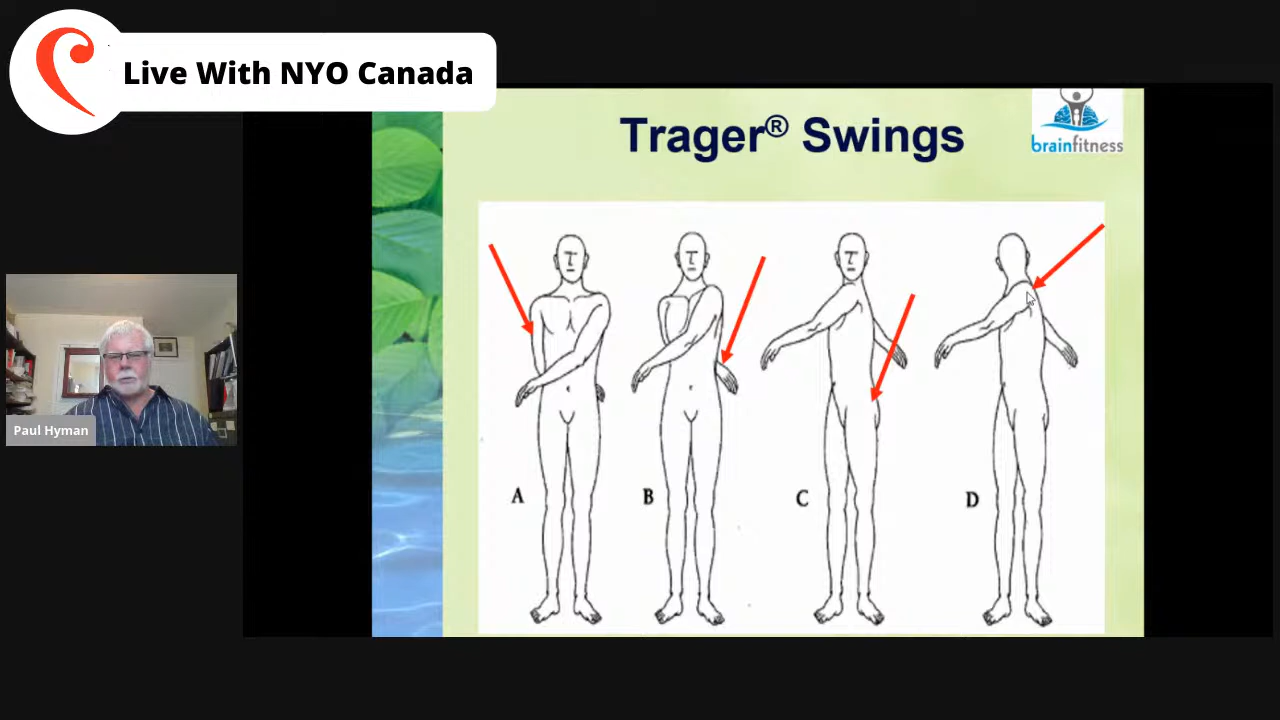 Live With NYO Canada
Trager® Swings
brainfitness
Paul Hyman
A
B
C
D